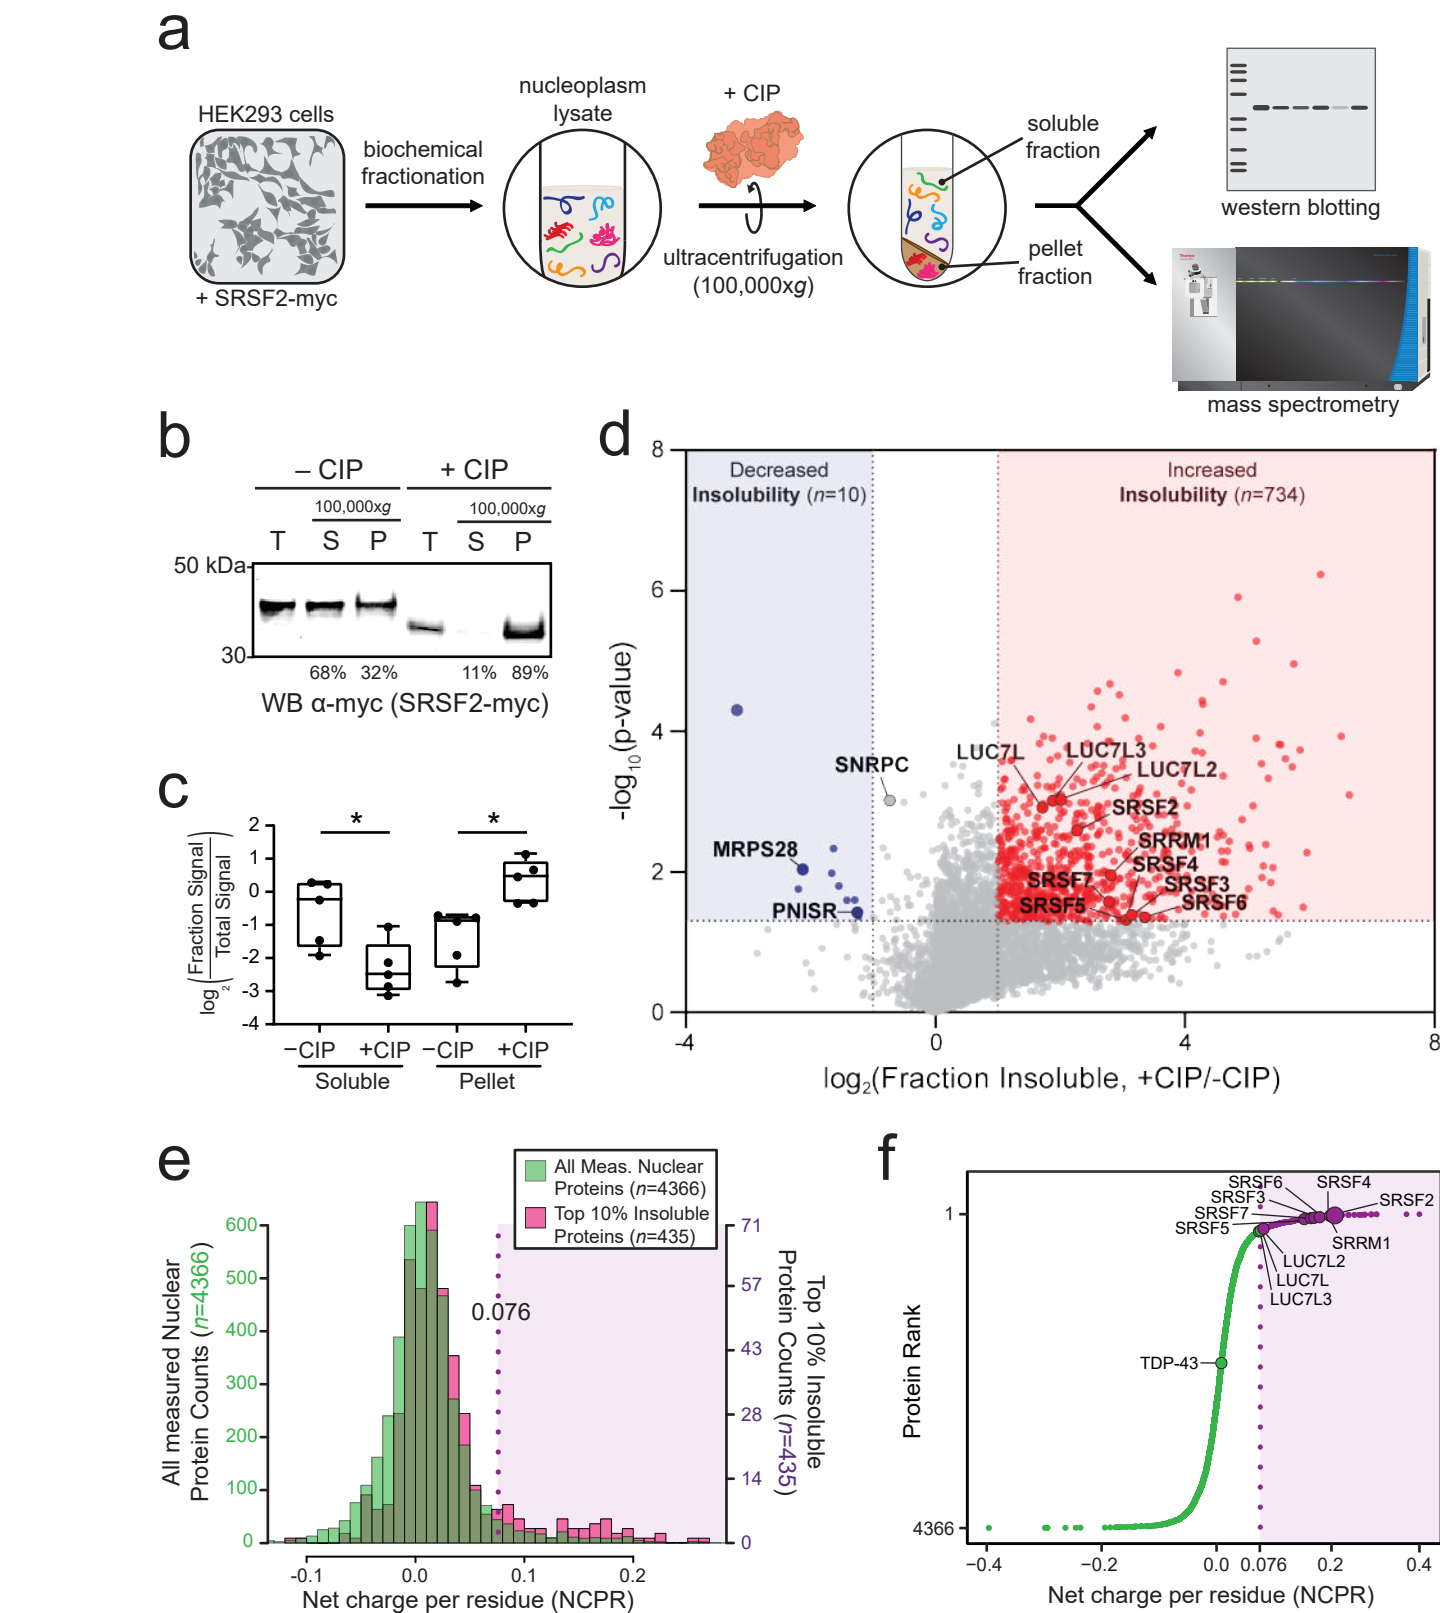 a
HEK293 cells
+ SRSF2-myc
biochemical
fractionation
nucleoplasm
lysate
+ CIP
ultracentrifugation
(100,000xg)
soluble
fraction
pellet
fraction
western blotting
mass spectrometry
b
– CIP
+ CIP
100,000xg
100,000xg
T S P T S P
50 kDa
30
68% 32% 11% 89%
WB α-myc (SRSF2-myc)
c
log2(Fraction Signal
Total Signal)
2
1
0
-1
-2
-3
-4
* *
−CIP +CIP −CIP +CIP
Soluble Pellet
d
-log10(p-value)
8
6
4
2
0
Decreased
Insolubility (n=10)
Increased
Insolubility (n=734)
SNRPC
LUC7L
LUC7L3
LUC7L2
SRSF2
MRPS28
SRRM1
SRSF4
SRSF7
SRSF3
SRSF5
SRSF6
PNISR
-4 0 4 8
log2(Fraction Insoluble, +CIP/-CIP)
e
All Meas. Nuclear
Proteins (n=4366)
Top 10% Insoluble
Proteins (n=435)
All measured Nuclear
Protein Counts (n=4366)
600
500
400
300
200
100
0
0.076
71
57
43
28
14
0
Top 10% Insoluble
Protein Counts (n=435)
-0.1 0.0 0.1 0.2
Net charge per residue (NCPR)
f
Protein Rank
1
4366
SRSF6
SRSF4
SRSF3
SRSF2
SRSF7
SRSF5
SRRM1
LUC7L2
LUC7L
LUC7L3
TDP-43
−0.4 -0.2 0.0 0.076 0.2 0.4
Net charge per residue (NCPR)